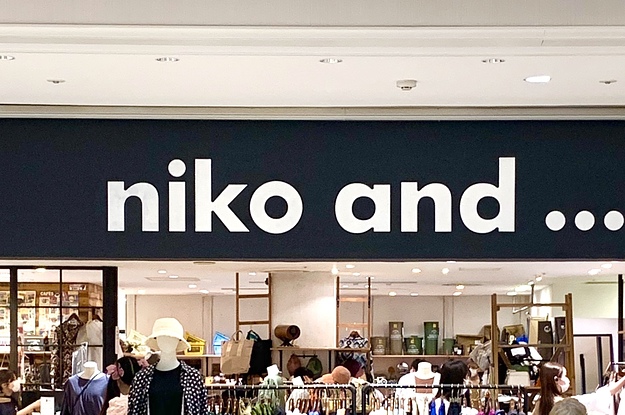 niko and ...